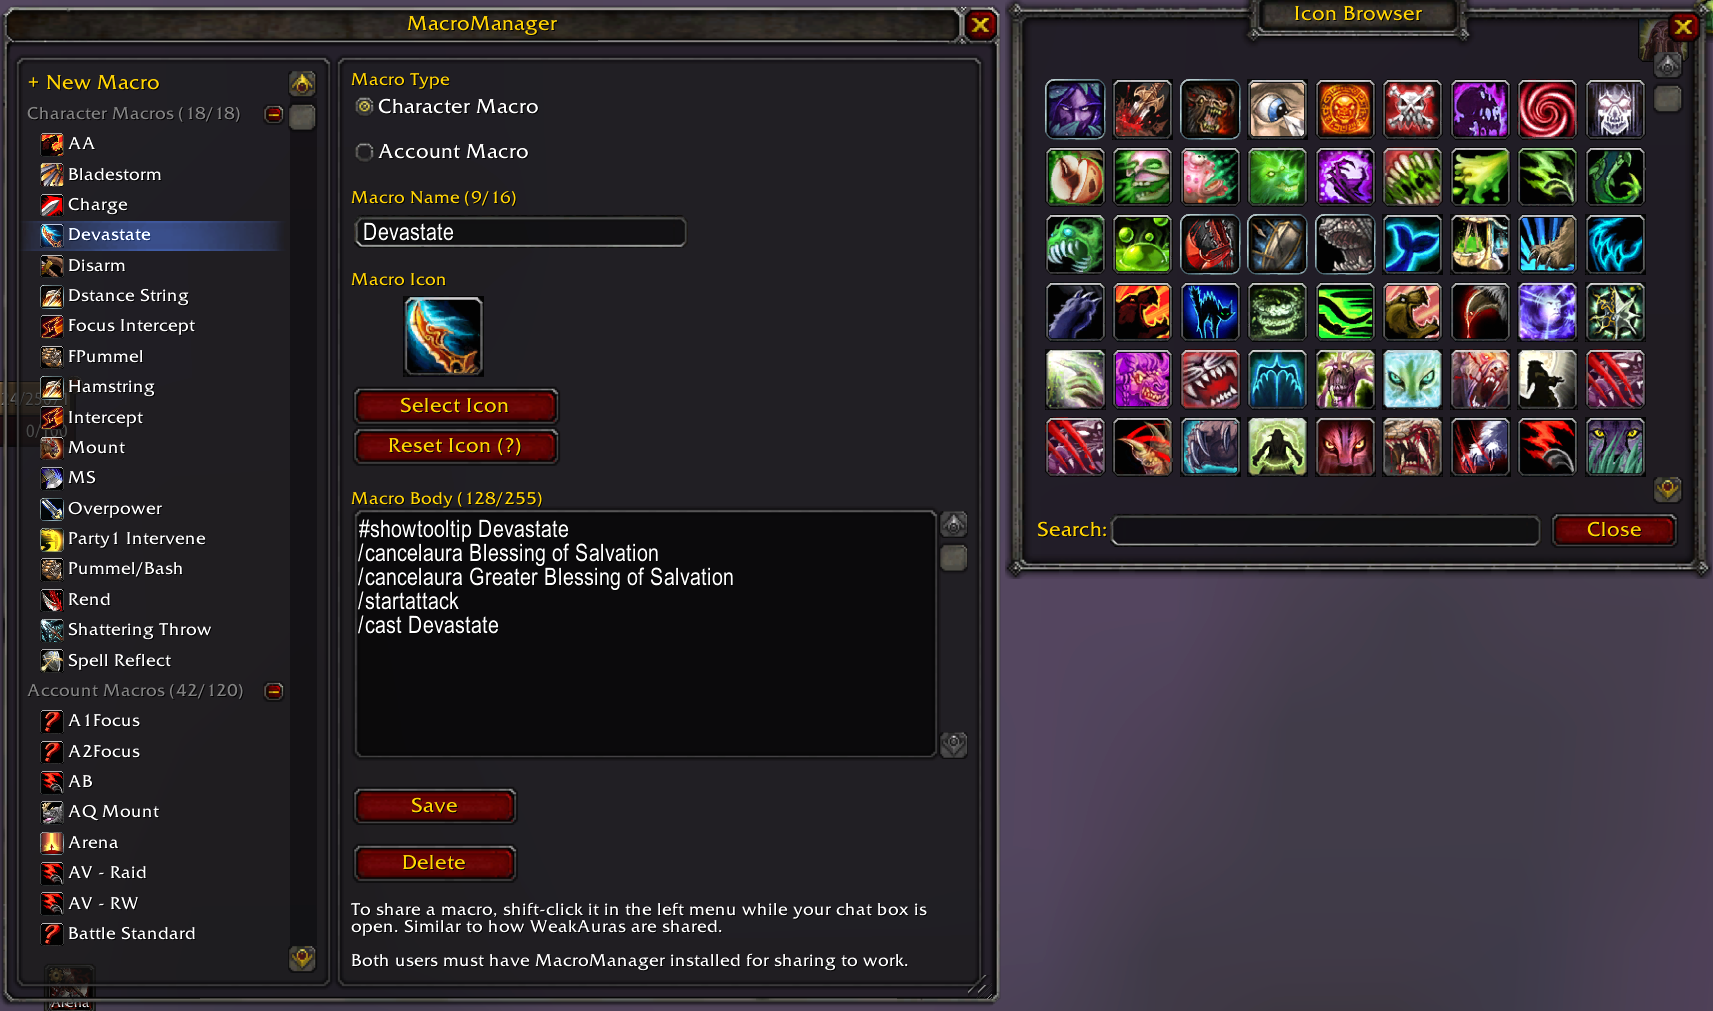 MacroManager
+ New Macro
Character Macros (18/18)
AA
Bladestorm
Charge
Devastate
Disarm
Dstance String
Focus Intercept
FPummel
Hamstring
Intercept
Mount
MS
Overpower
Party1 Intervene
Pummel/Bash
Rend
Shattering Throw
Spell Reflect
Account Macros (42/120)
A1Focus
A2Focus
AB
AQ Mount
Arena
AV - Raid
AV - RW
Battle Standard
0/100
Arena
Macro Type
Character Macro
Account Macro
Macro Name (9/16)
Devastate
Macro Icon
Select Icon
Reset Icon (?)
Macro Body (128/255)
#showtooltip Devastate
/cancelaura Blessing of Salvation
/cancelaura Greater Blessing of Salvation
/startattack
/cast Devastate
Save
Delete
To share a macro, shift-click it in the left menu while your chat box is
open. Similar to how WeakAuras are shared.
Both users must have MacroManager installed for sharing to work.
Icon Browser
Search:
Close